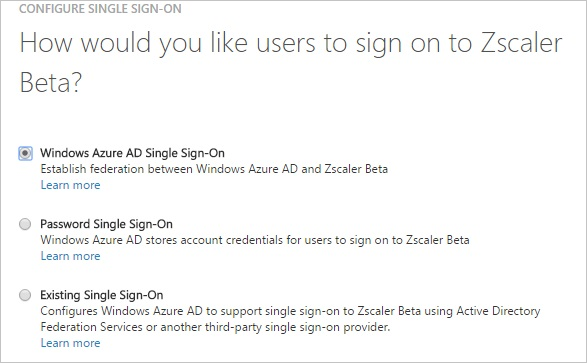 CONFIGURE SINGLE SIGN-ON
How would you like users to sign on to Zscaler
Beta?
Windows Azure AD Single Sign-On
Establish federation between Windows Azure AD and Zscaler Beta
Learn more
Password Single Sign-On
Windows Azure AD stores account credentials for users to sign on to Zscaler Beta
Learn more
Existing Single Sign-On
Configures Windows Azure AD to support single sign-on to Zscaler Beta using Active Directory
Federation Services or another third-party single sign-on provider.
Learn more